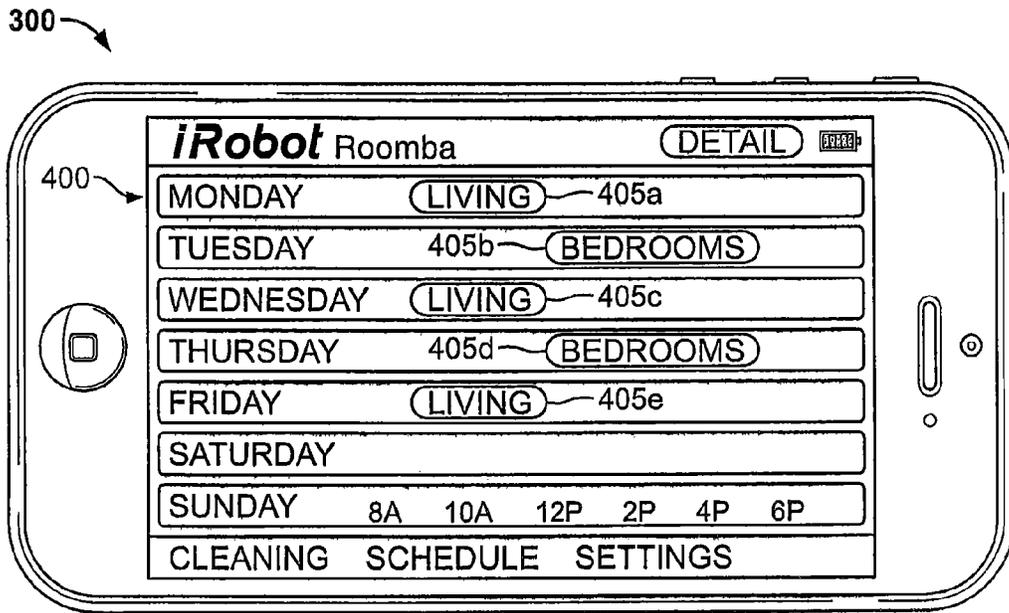 300
iRobot Roomba DETAIL
400
MONDAY LIVING 405a
TUESDAY 405b BEDROOMS
WEDNESDAY LIVING 405c
THURSDAY 405d BEDROOMS
FRIDAY LIVING 405e
SATURDAY
SUNDAY 8A 10A 12P 2P 4P 6P
CLEANING SCHEDULE SETTINGS